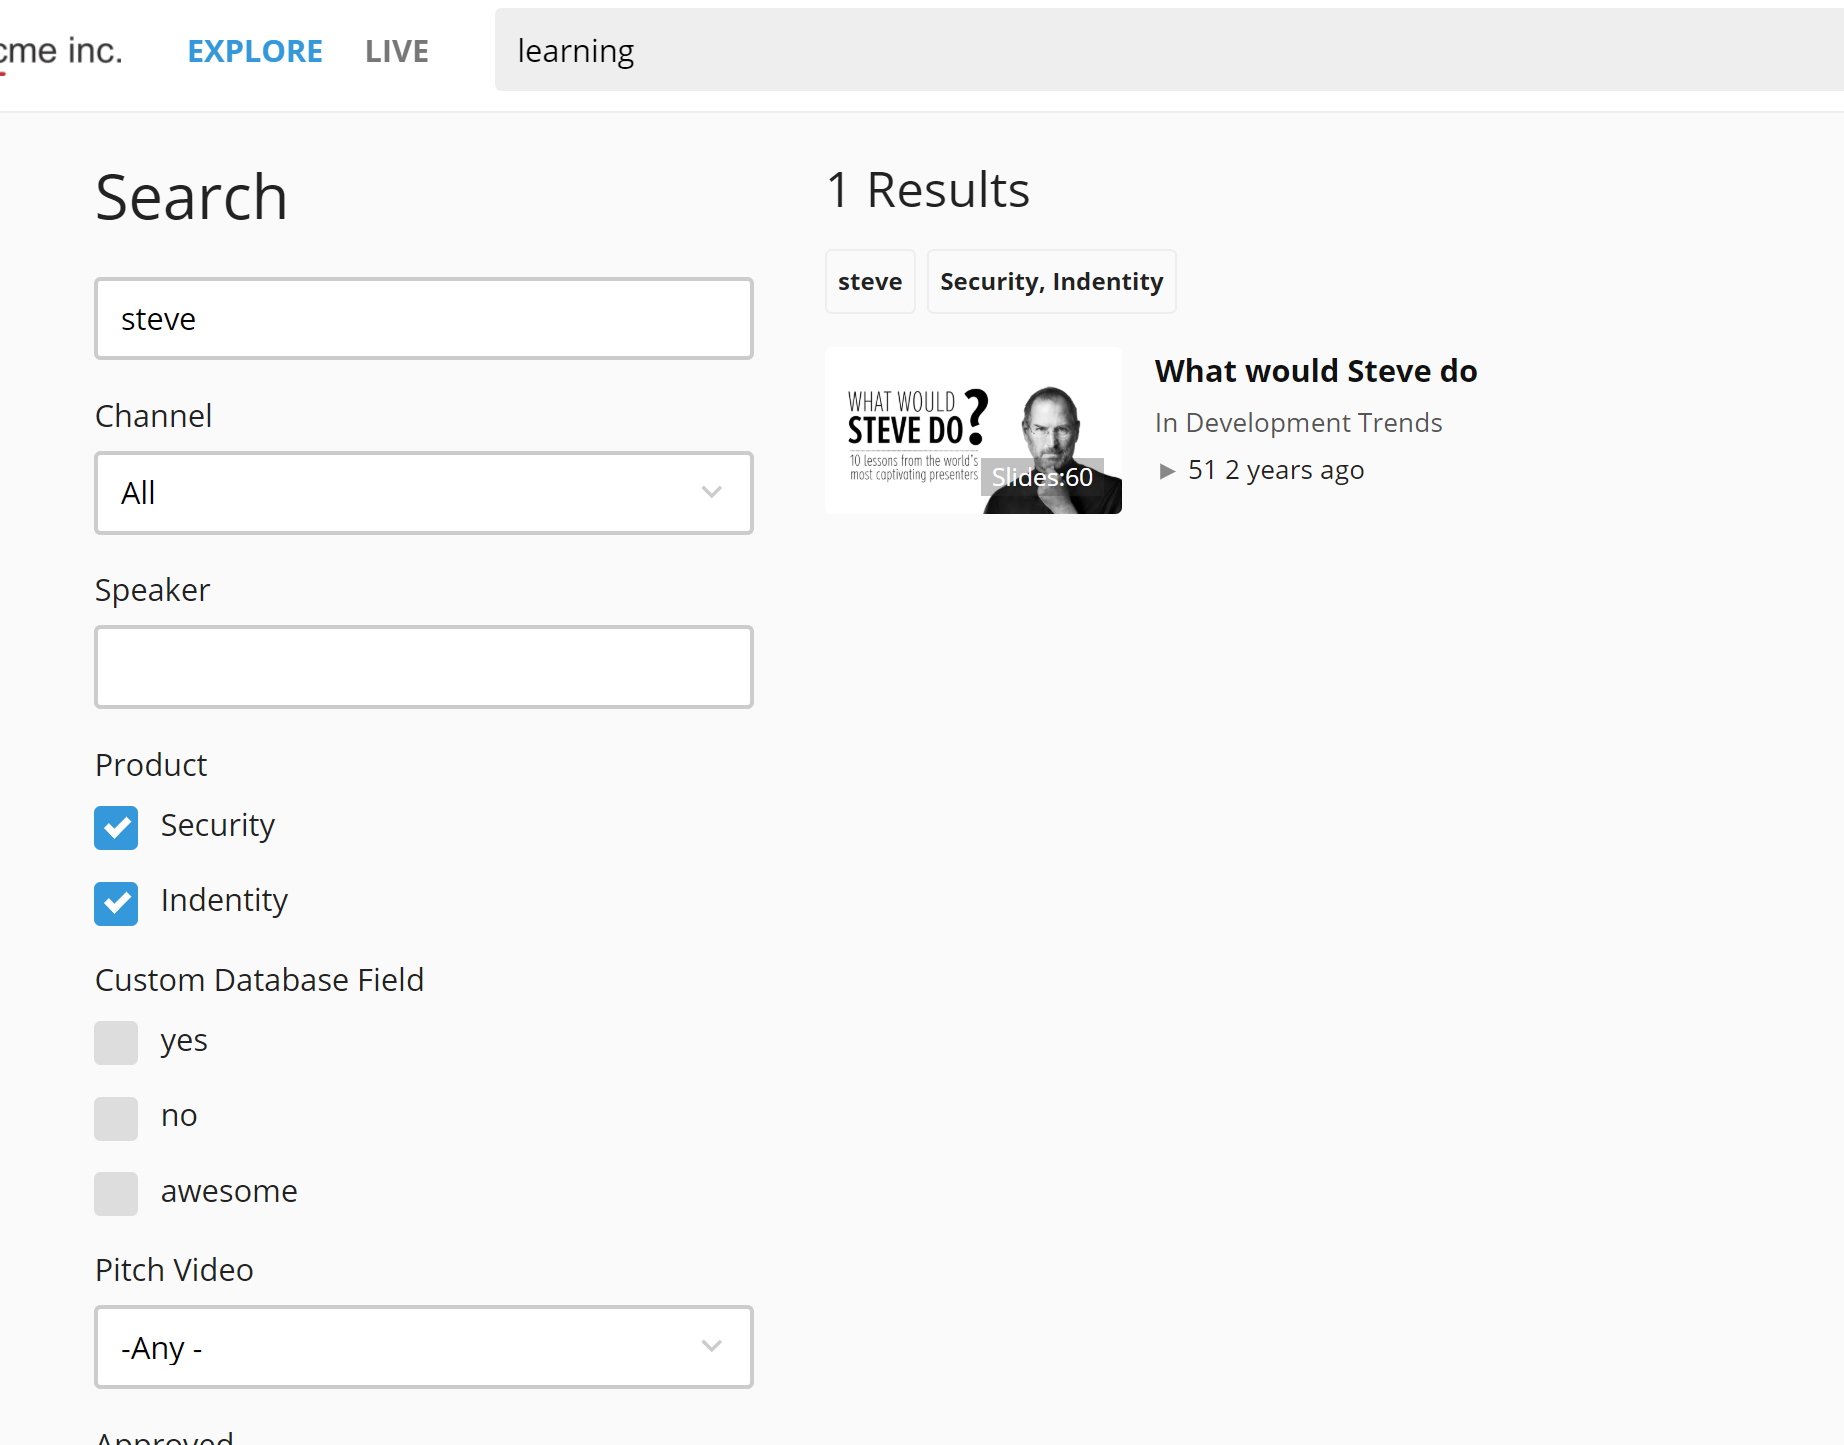 cme inc.
EXPLORE
LIVE
learning
Search
steve
Channel
All
Speaker
Product
Security
Indentity
Custom Database Field
yes
no
awesome
Pitch Video
-Any -
Approved
1 Results
steve
Security, Indentity
WHAT WOULD
STEVE DO?
10 lessons from the world's
most captivating presenters
Slides:60
What would Steve do
In Development Trends
51 2 years ago